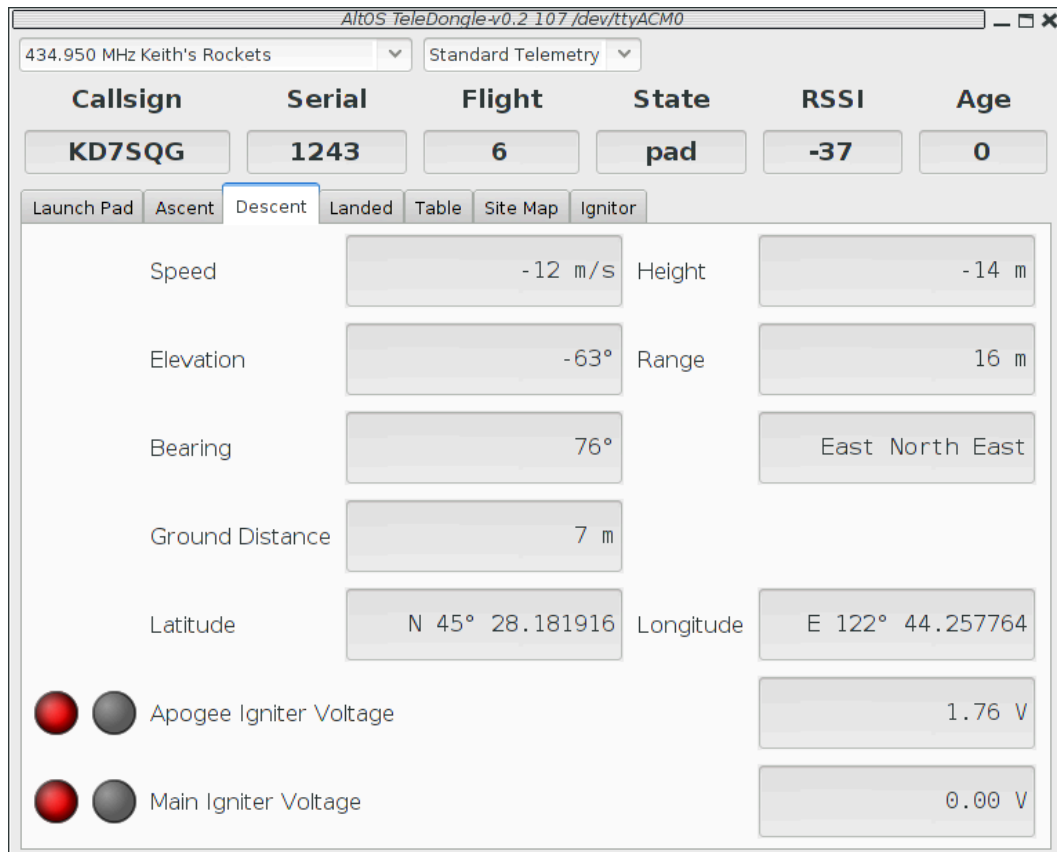 AltOS TeleDongle-v0.2 107 /dev/ttyACM0
434.950 MHz Keith's Rockets Standard Telemetry
Callsign Serial Flight State RSSI Age
KD7SQG 1243 6 pad -37 0
Launch Pad Ascent Descent Landed Table Site Map Ignitor
Speed -12 m/s Height -14 m
Elevation -63° Range 16 m
Bearing 76° East North East
Ground Distance 7 m
Latitude N 45° 28.181916 Longitude E 122° 44.257764
Apogee Igniter Voltage 1.76 V
Main Igniter Voltage 0.00 V